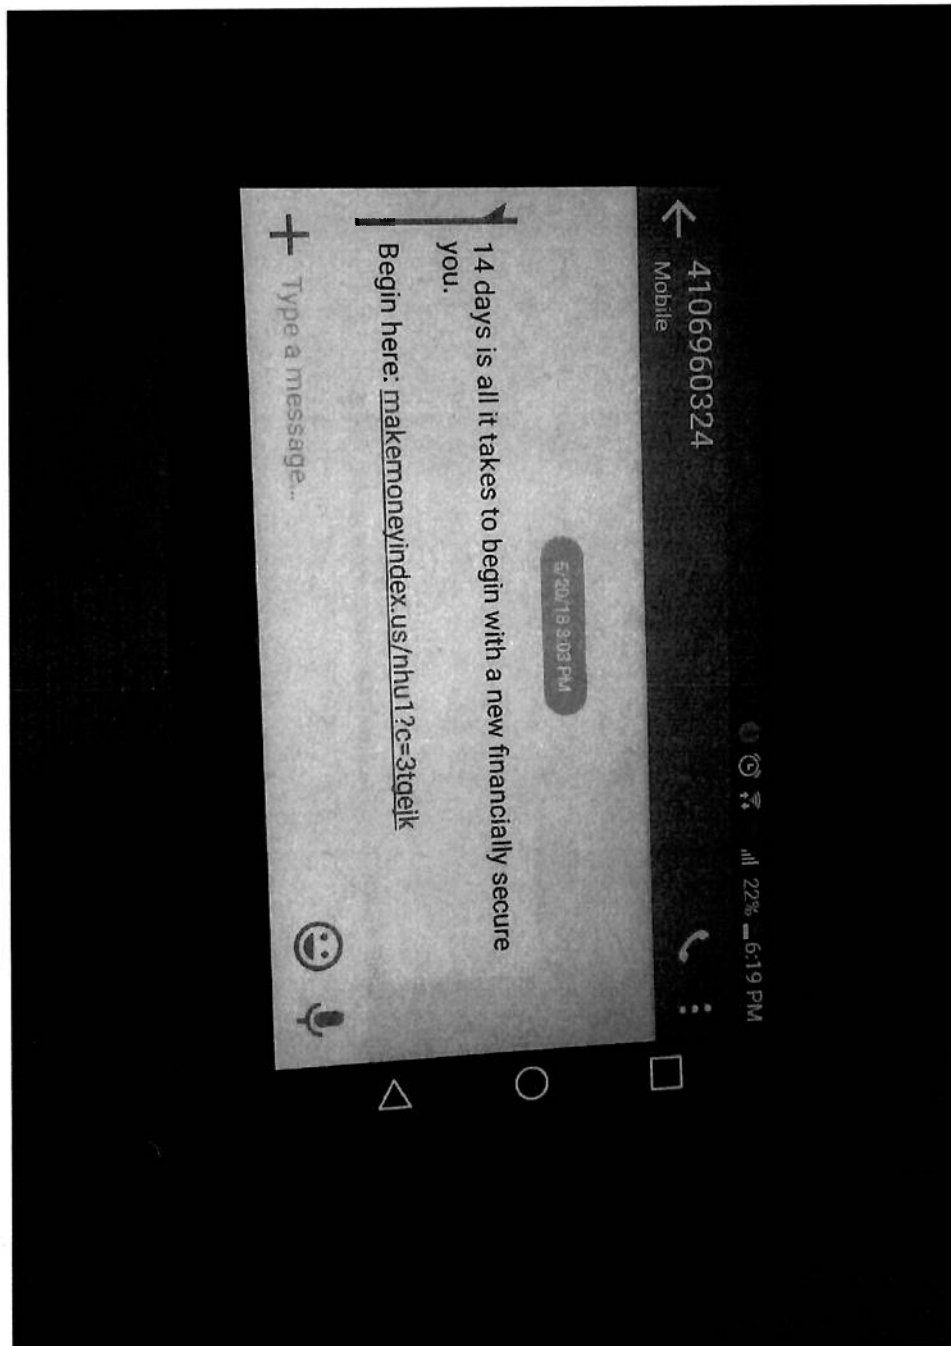 22% 6:19 PM
4106960324
Mobile
5/20/18 3:03 PM
14 days is all it takes to begin with a new financially secure
you.
Begin here: makemoneyindex.us/nhu1?c=3tgejk
Type a message...